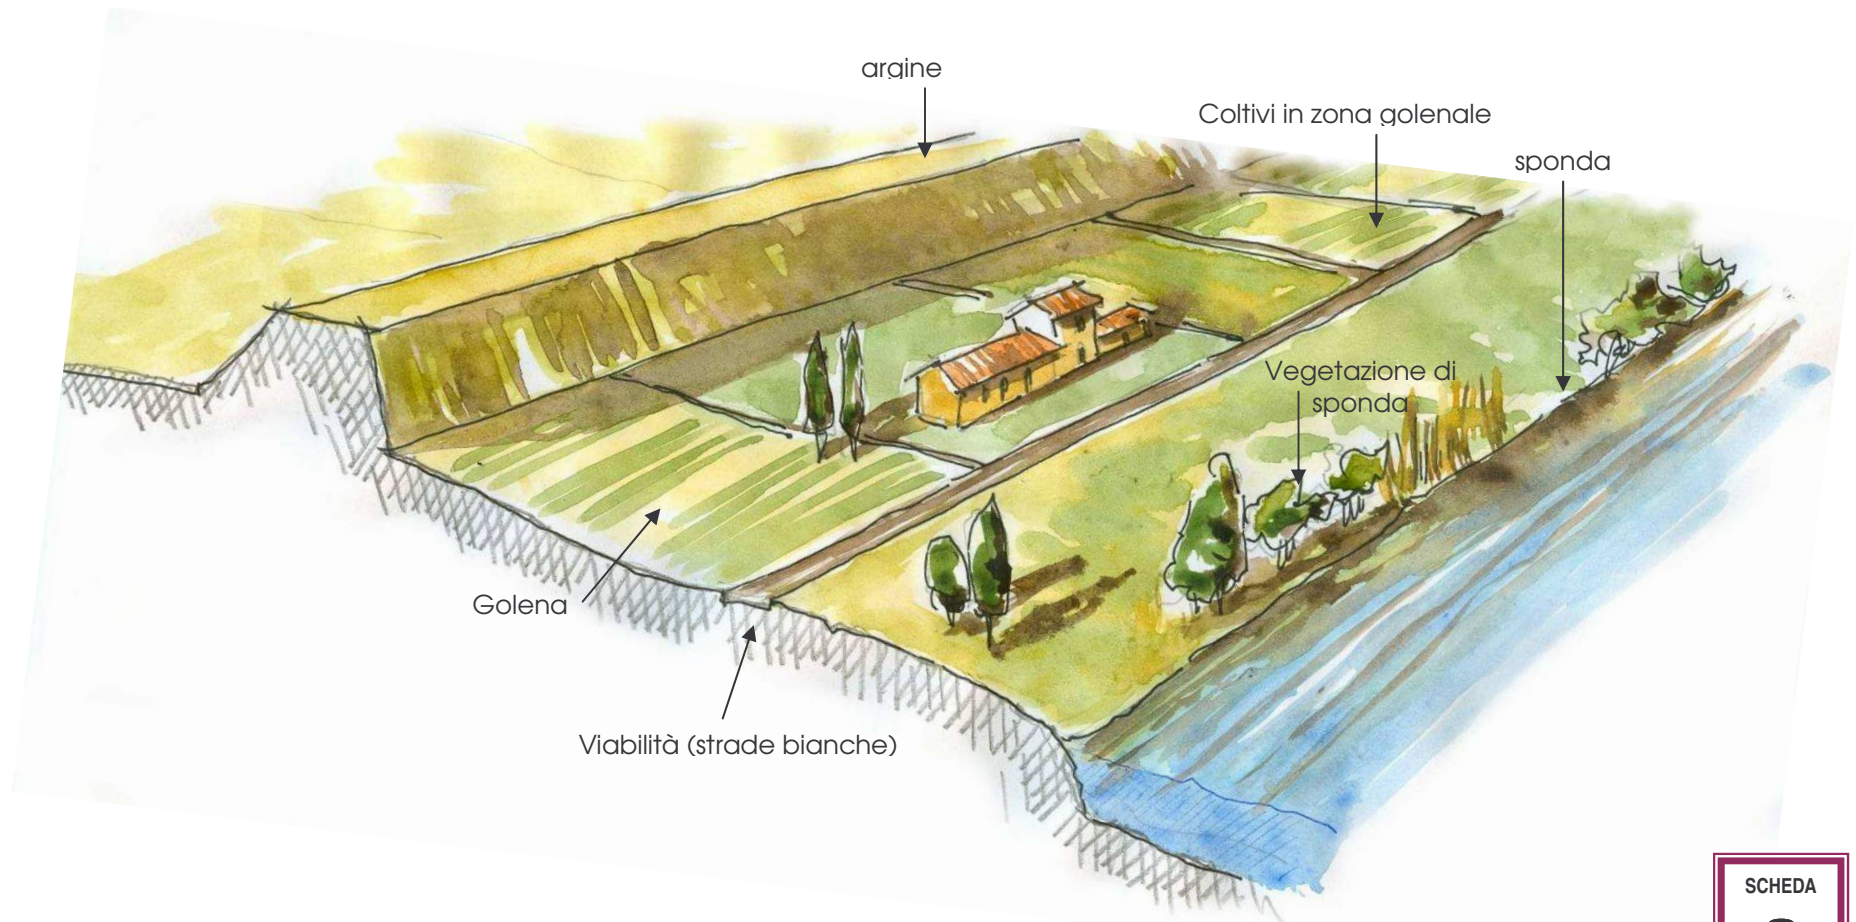 argine
Coltivi in zona golenale
sponda
Vegetazione di
sponda
Golena
Viabilità (strade bianche)
SCHEDA